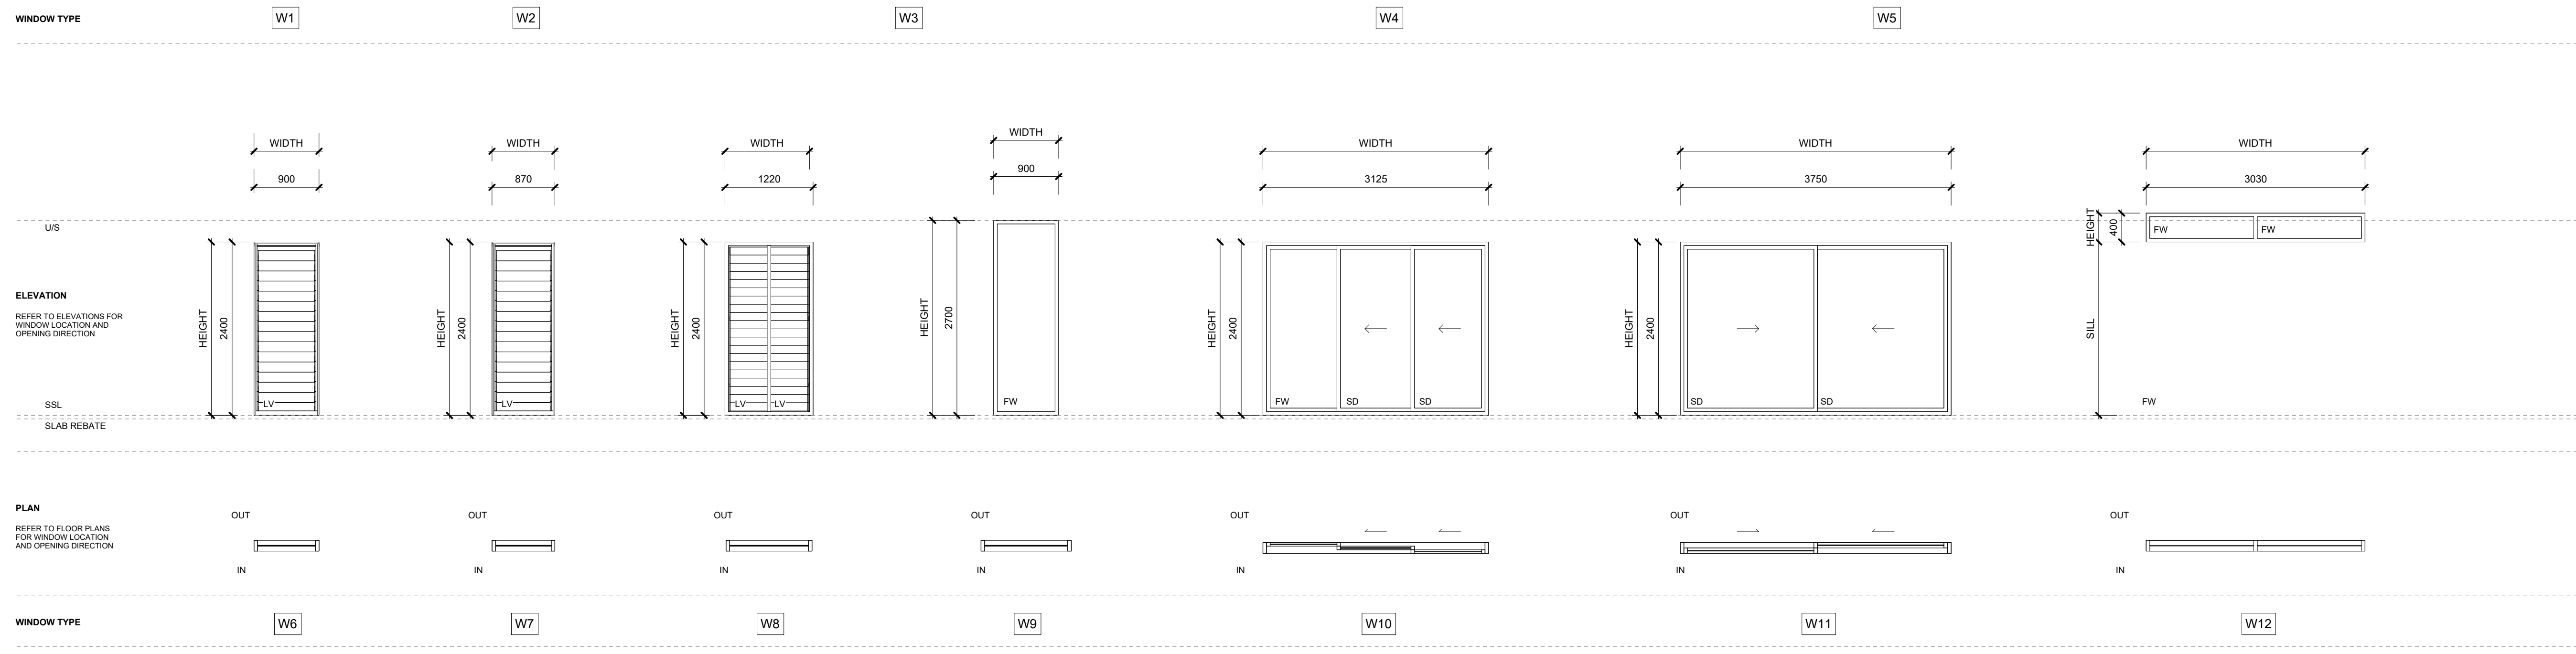 WINDOW TYPE W1 W2 W3 W4 W5
WIDTH WIDTH WIDTH WIDTH WIDTH WIDTH WIDTH
900 870 1220 900 3125 3750 3030
U/S
HEIGHT 400
FW FW
ELEVATION
REFER TO ELEVATIONS FOR
WINDOW LOCATION AND
OPENING DIRECTION
HEIGHT 2400 HEIGHT 2400 HEIGHT 2400 HEIGHT 2700 HEIGHT 2400 HEIGHT 2400 SILL
LV LV LV LV FW FW SD SD SD SD FW
SSL
SLAB REBATE
PLAN
REFER TO FLOOR PLANS
FOR WINDOW LOCATION
AND OPENING DIRECTION
OUT OUT OUT OUT OUT OUT OUT
IN IN IN IN IN IN IN
WINDOW TYPE W6 W7 W8 W9 W10 W11 W12